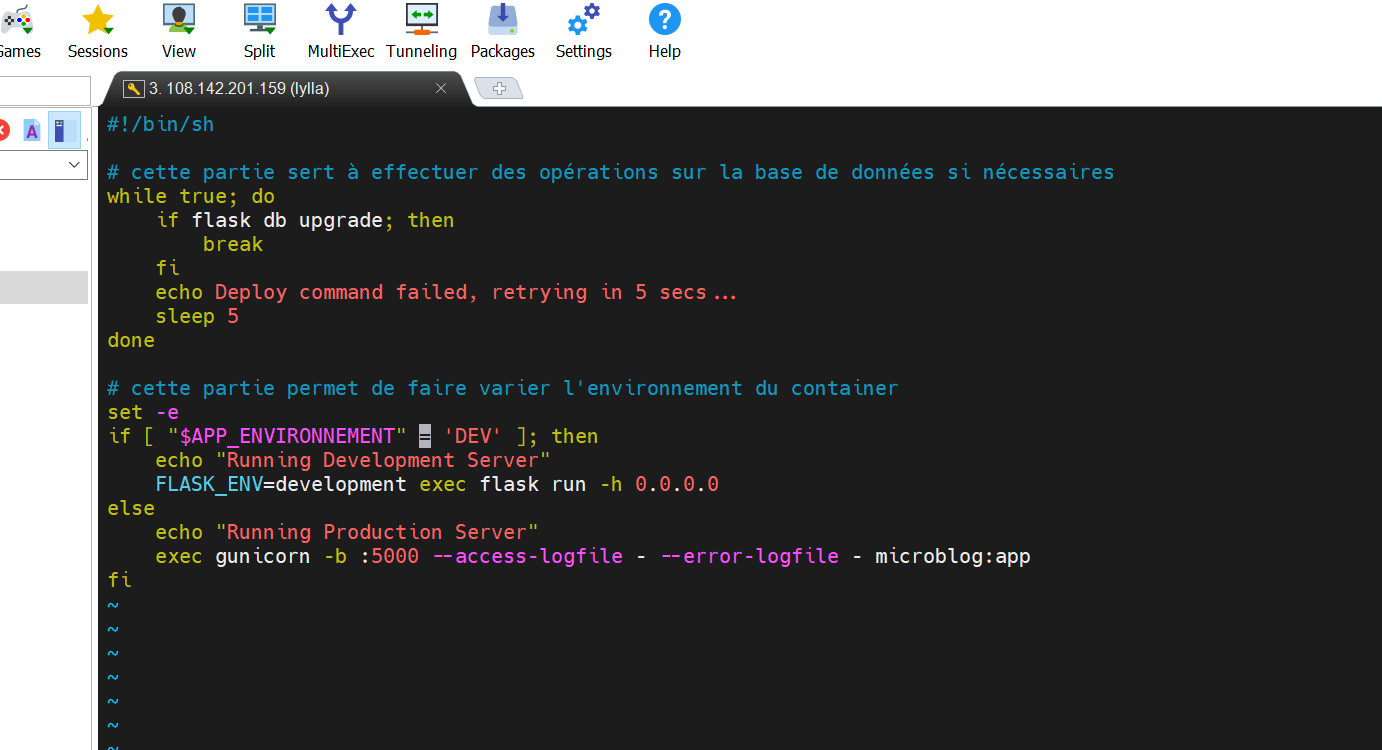 Games Sessions View Split MultiExec Tunneling Packages Settings Help
3. 108.142.201.159 (lylla)
#!/bin/sh
# cette partie sert à effectuer des opérations sur la base de données si nécessaires
while true; do
    if flask db upgrade; then
        break
    fi
    echo Deploy command failed, retrying in 5 secs...
    sleep 5
done
# cette partie permet de faire varier l'environnement du container
set -e
if [ "$APP_ENVIRONNEMENT" = 'DEV' ]; then
    echo "Running Development Server"
    FLASK_ENV=development exec flask run -h 0.0.0.0
else
    echo "Running Production Server"
    exec gunicorn -b :5000 --access-logfile - --error-logfile - microblog:app
fi
~
~
~
~
~
~
~